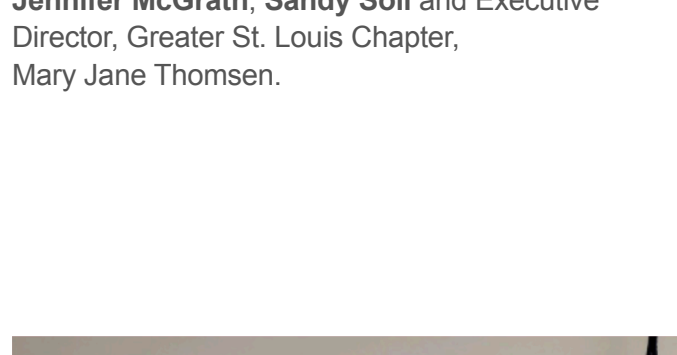 Jennifer McGrath, Sandy Soll and Executive
Director, Greater St. Louis Chapter,
Mary Jane Thomsen.